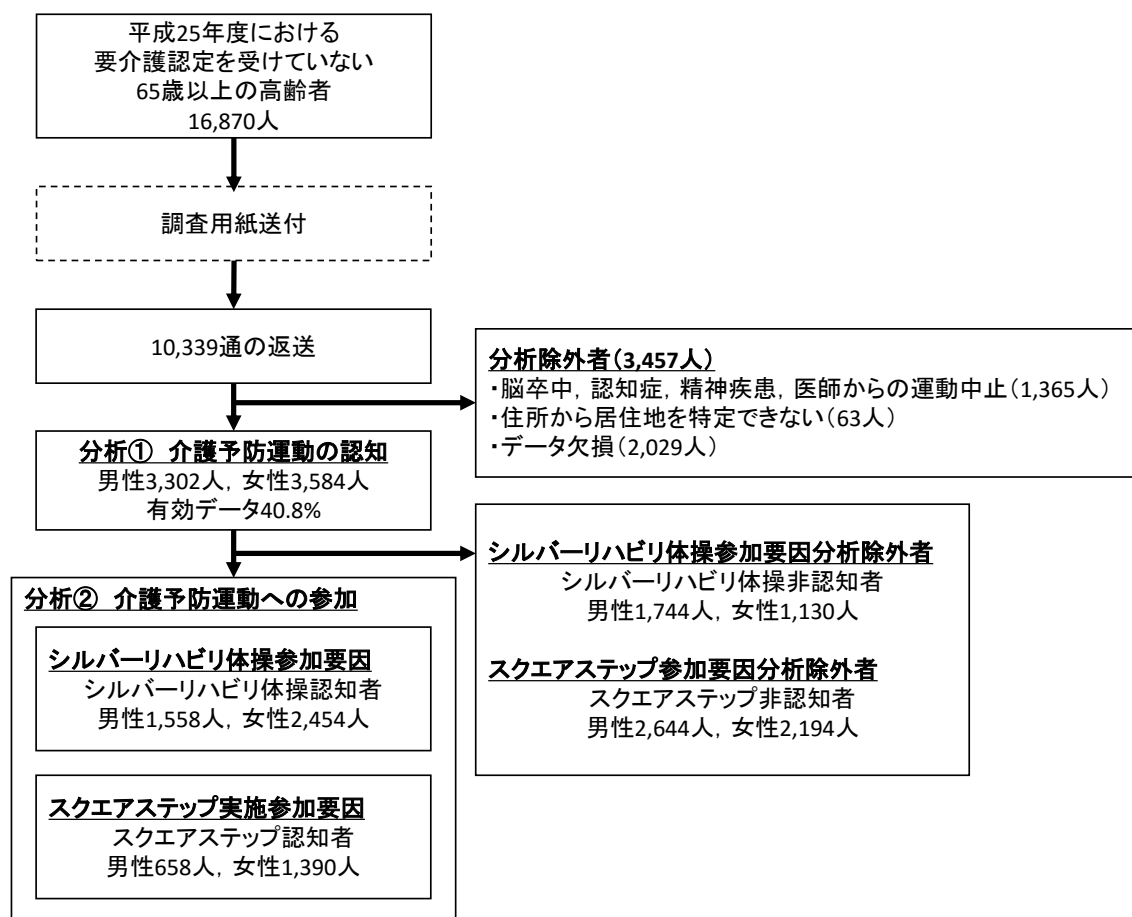 平成25年度における
要介護認定を受けていない
65歳以上の高齢者
16,870人
調査用紙送付
10,339通の返送
分析除外者（3,457人）
・脳卒中，認知症，精神疾患，医師からの運動中止（1,365人）
・住所から居住地を特定できない（63人）
・データ欠損（2,029人）
分析① 介護予防運動の認知
男性3,302人，女性3,584人
有効データ40.8%
シルバーリハビリ体操参加要因分析除外者
シルバーリハビリ体操非認知者
男性1,744人，女性1,130人
スクエアステップ参加要因分析除外者
スクエアステップ非認知者
男性2,644人，女性2,194人
分析② 介護予防運動への参加
シルバーリハビリ体操参加要因
シルバーリハビリ体操認知者
男性1,558人，女性2,454人
スクエアステップ実施参加要因
スクエアステップ認知者
男性658人，女性1,390人